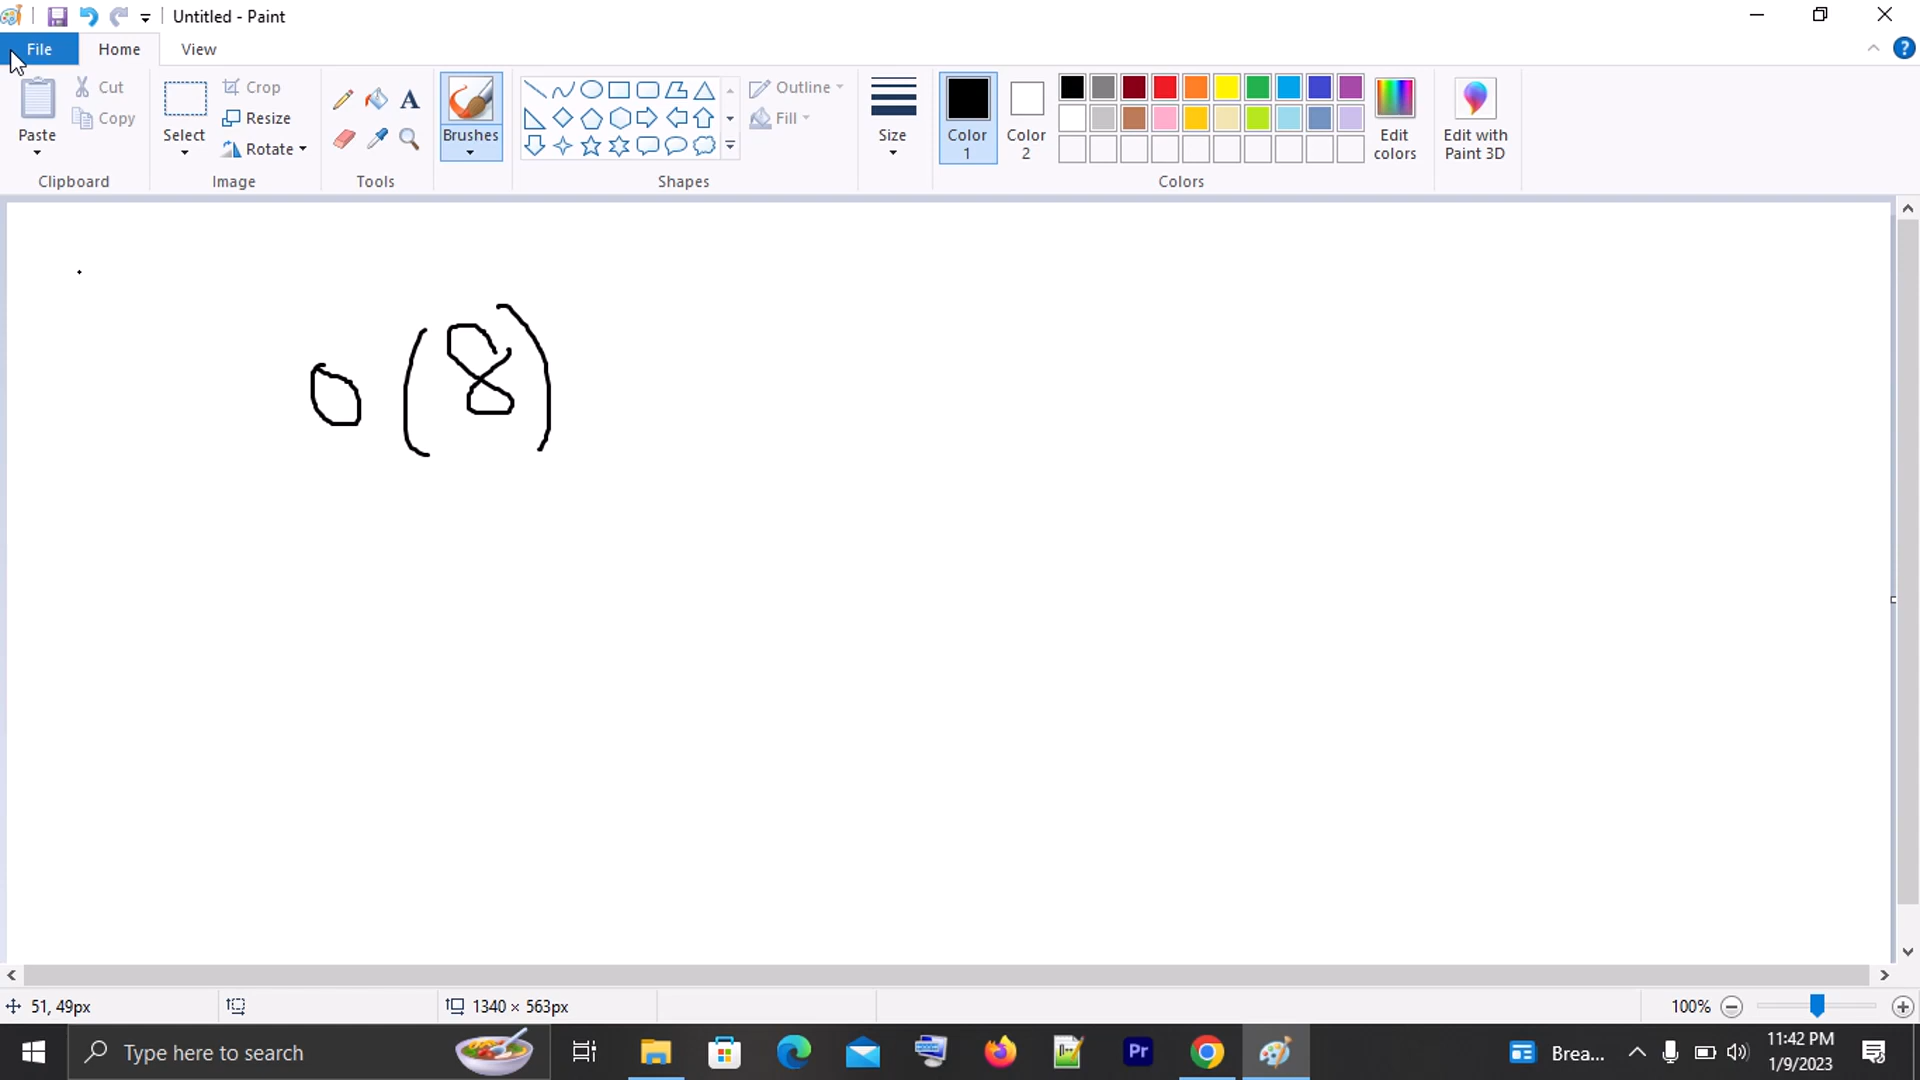 Untitled - Paint
File Home View
Paste Cut Copy Clipboard
Select Crop Resize Rotate Image
Tools
Brushes
Shapes
Outline Fill
Size
Color 1 Color 2
Colors
Edit colors
Edit with Paint 3D
0 (8)
51, 49px 1340 × 563px 100%
Type here to search Pr Brea... 11:42 PM
1/9/2023